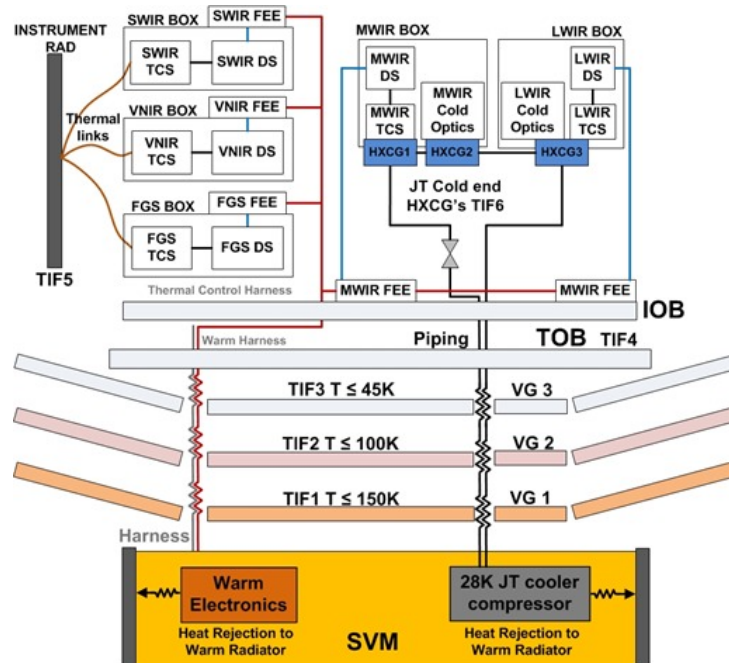 INSTRUMENT
RAD
SWIR BOX
SWIR FEE
SWIR
TCS
SWIR DS
VNIR BOX
VNIR FEE
Thermal
links
VNIR
TCS
VNIR DS
FGS BOX
FGS FEE
FGS
TCS
FGS DS
TIF5
MWIR BOX
MWIR
DS
MWIR
TCS
MWIR
Cold
Optics
LWIR BOX
LWIR
DS
LWIR
Cold
Optics
LWIR
TCS
HXCG1
HXCG2
HXCG3
JT Cold end
HXCG's TIF6
Thermal Control Harness
MWIR FEE
MWIR FEE
IOB
Warm Harness
Piping
TOB
TIF4
TIF3 T ≤ 45K
VG 3
TIF2 T ≤ 100K
VG 2
TIF1 T ≤ 150K
VG 1
Harness
Warm
Electronics
28K JT cooler
compressor
Heat Rejection to
Warm Radiator
SVM
Heat Rejection to
Warm Radiator